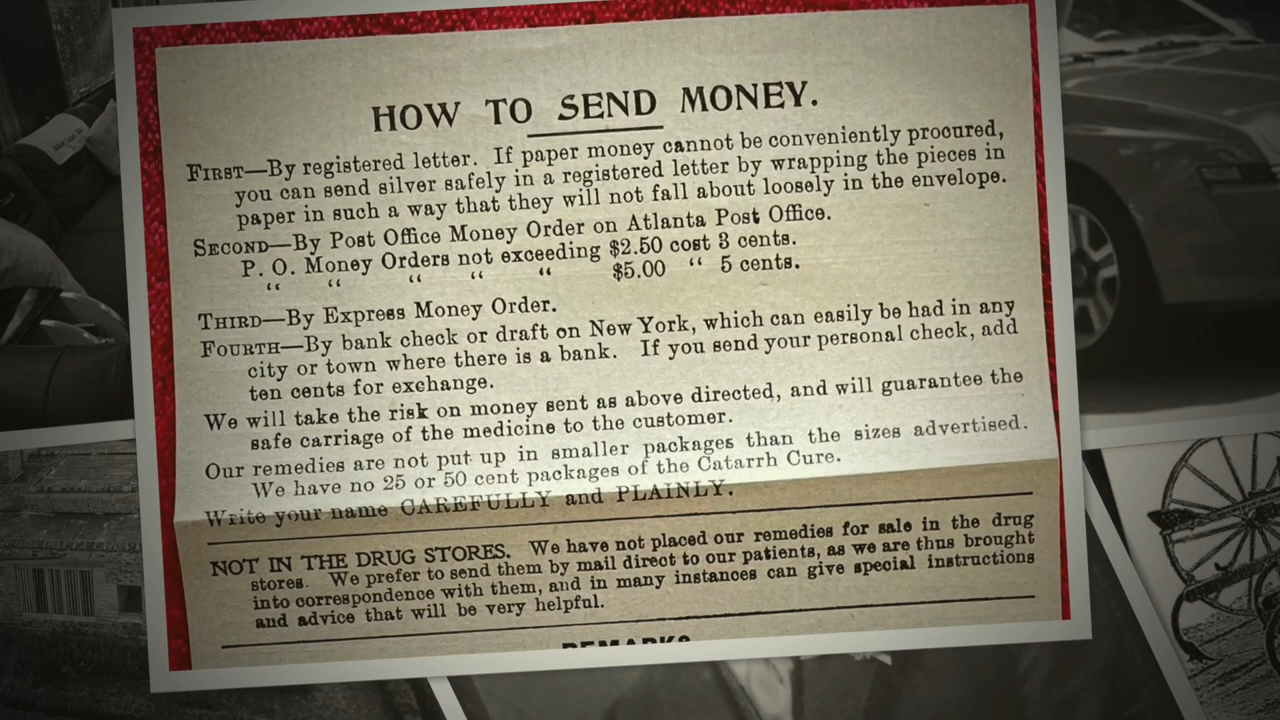 HOW TO SEND MONEY.
FIRST—By registered letter. If paper money cannot be conveniently procured,
you can send silver safely in a registered letter by wrapping the pieces in
paper in such a way that they will not fall about loosely in the envelope.
SECOND—By Post Office Money Order on Atlanta Post Office.
P. O. Money Orders not exceeding $2.50 cost 3 cents.
“ “ “ “ “ $5.00 “ 5 cents.
THIRD—By Express Money Order.
FOURTH—By bank check or draft on New York, which can easily be had in any
city or town where there is a bank. If you send your personal check, add
ten cents for exchange.
We will take the risk on money sent as above directed, and will guarantee the
safe carriage of the medicine to the customer.
Our remedies are not put up in smaller packages than the sizes advertised.
We have no 25 or 50 cent packages of the Catarrh Cure.
Write your name CAREFULLY and PLAINLY.
NOT IN THE DRUG STORES. We have not placed our remedies for sale in the drug
stores. We prefer to send them by mail direct to our patients, as we are thus brought
into correspondence with them, and in many instances can give special instructions
and advice that will be very helpful.
REMARKS